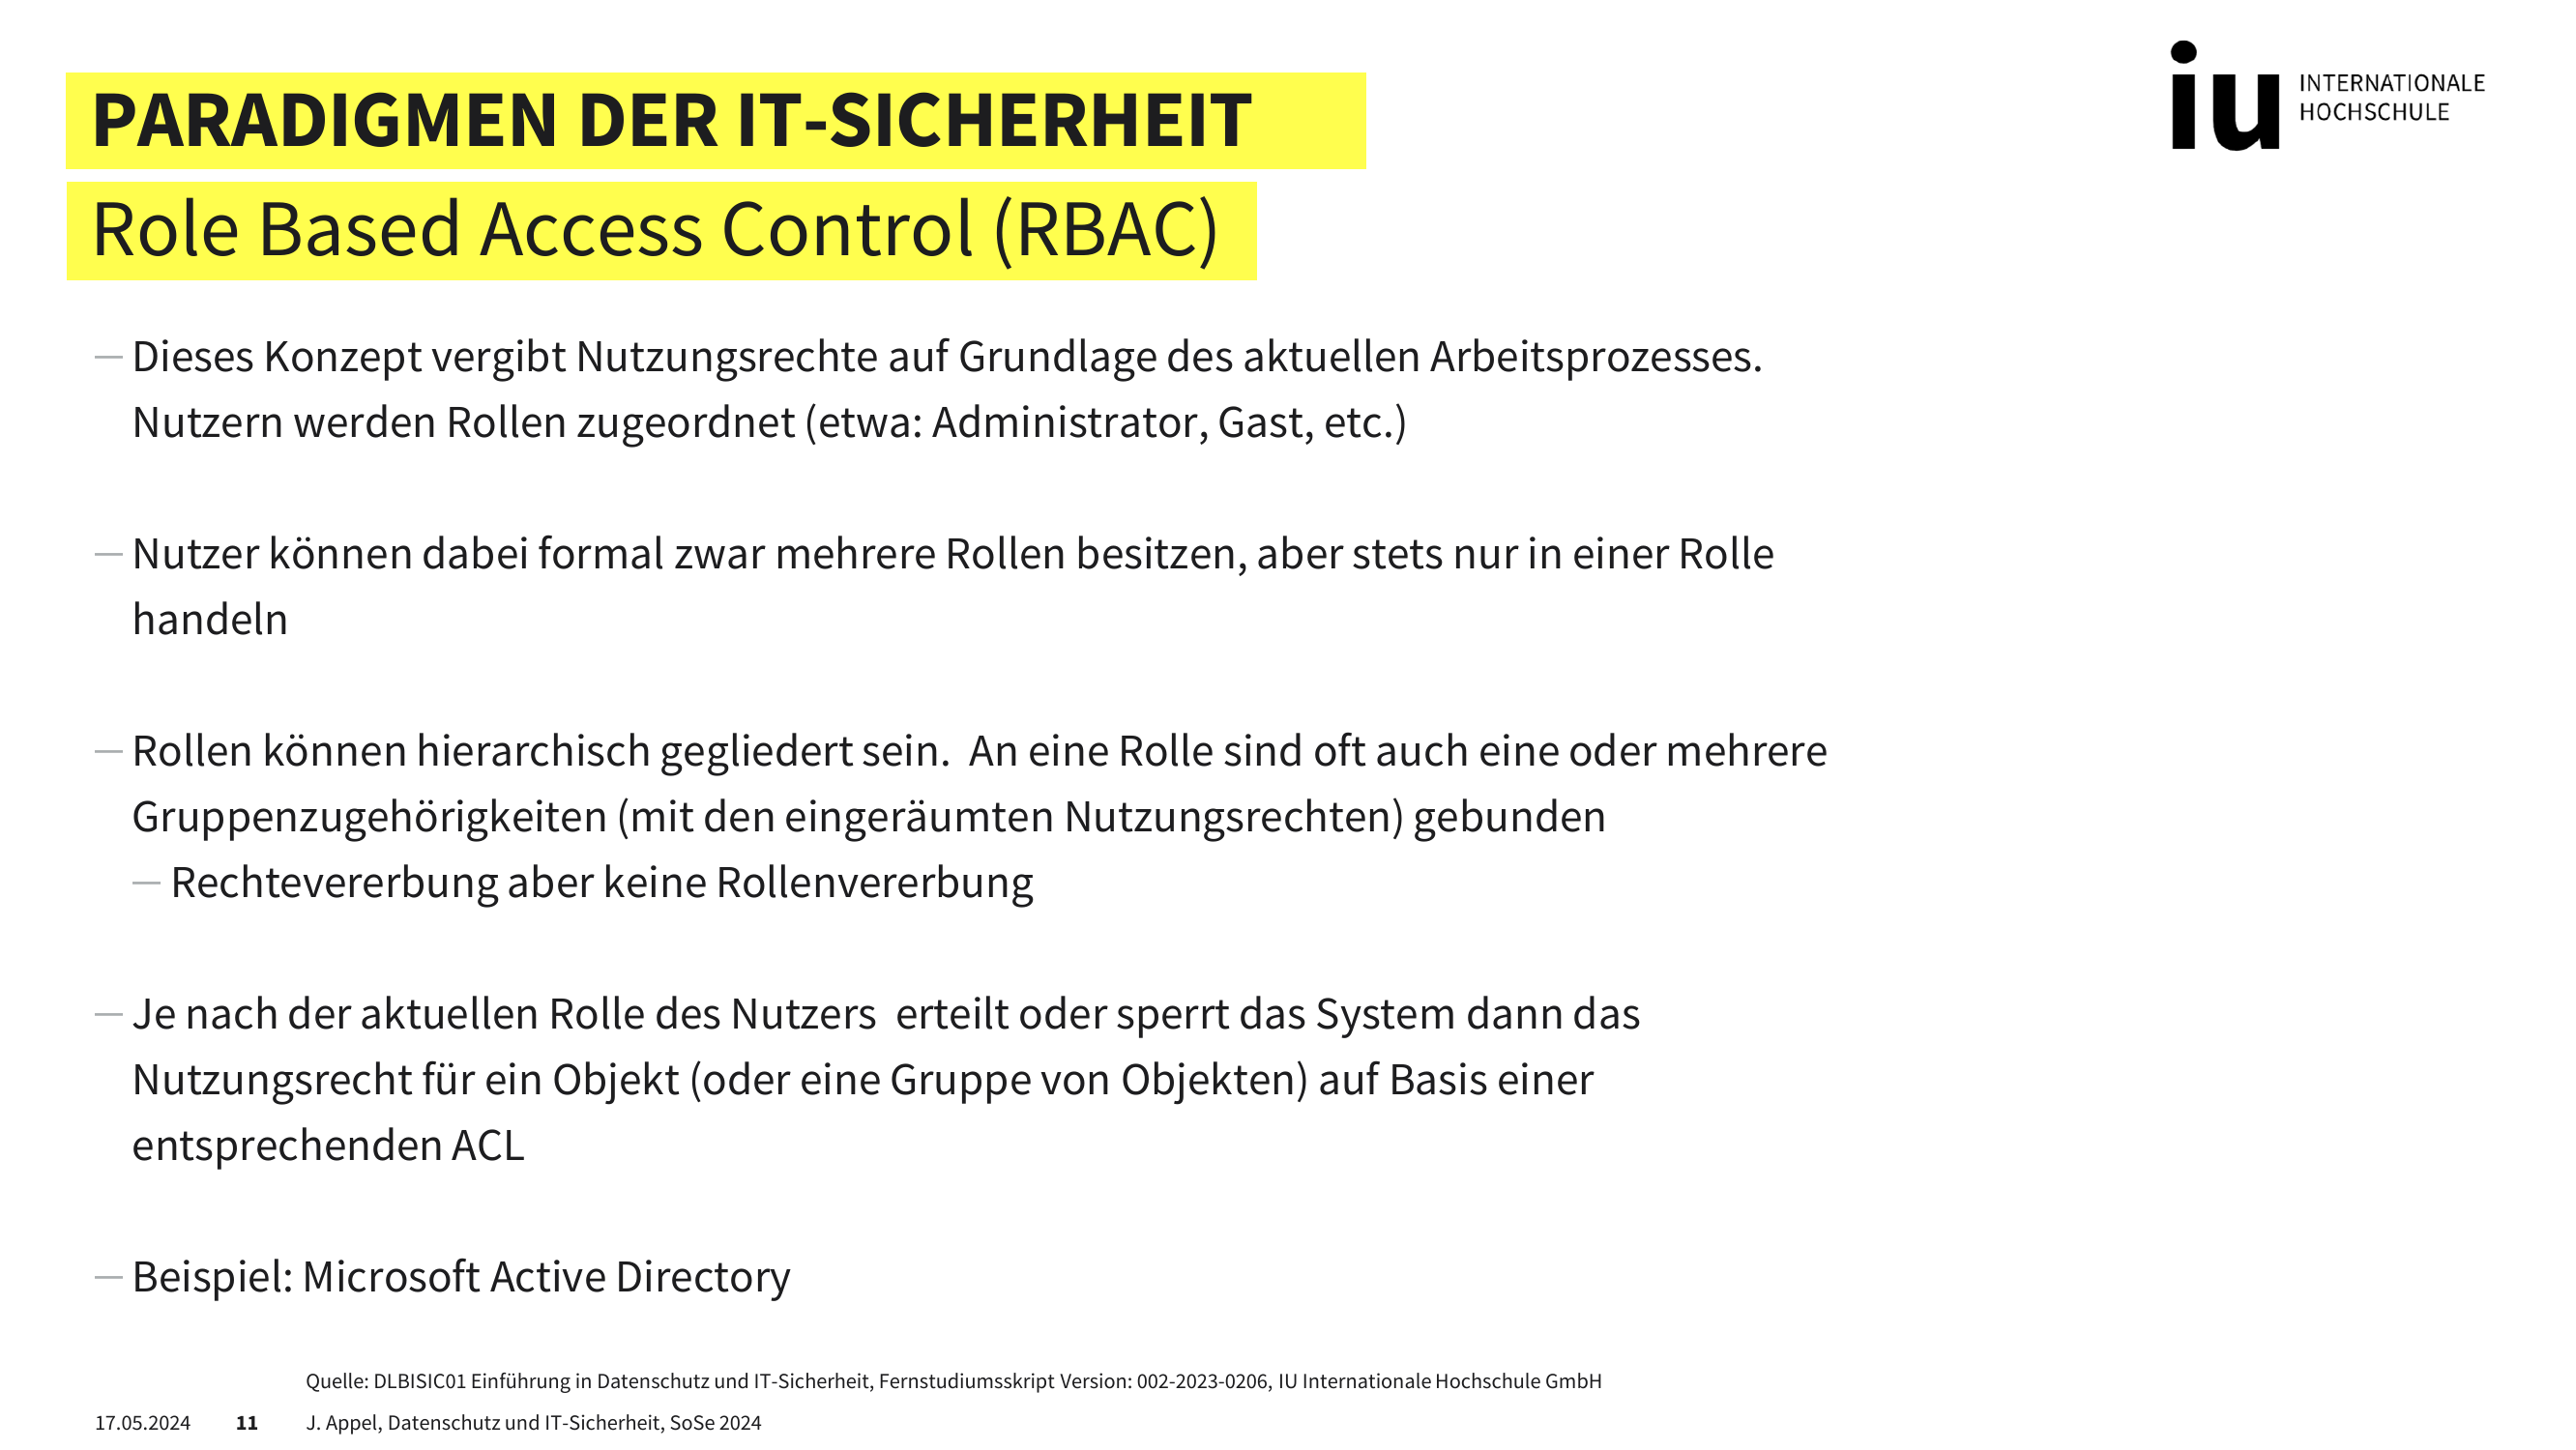 PARADIGMEN DER IT-SICHERHEIT
Role Based Access Control (RBAC)
iu INTERNATIONALE
HOCHSCHULE
— Dieses Konzept vergibt Nutzungsrechte auf Grundlage des aktuellen Arbeitsprozesses.
Nutzern werden Rollen zugeordnet (etwa: Administrator, Gast, etc.)
— Nutzer können dabei formal zwar mehrere Rollen besitzen, aber stets nur in einer Rolle
handeln
— Rollen können hierarchisch gegliedert sein. An eine Rolle sind oft auch eine oder mehrere
Gruppenzugehörigkeiten (mit den eingeräumten Nutzungsrechten) gebunden
— Rechtevererbung aber keine Rollenvererbung
— Je nach der aktuellen Rolle des Nutzers erteilt oder sperrt das System dann das
Nutzungsrecht für ein Objekt (oder eine Gruppe von Objekten) auf Basis einer
entsprechenden ACL
— Beispiel: Microsoft Active Directory
Quelle: DLBISIC01 Einführung in Datenschutz und IT-Sicherheit, Fernstudiumsskript Version: 002-2023-0206, IU Internationale Hochschule GmbH
17.05.2024 11 J. Appel, Datenschutz und IT-Sicherheit, SoSe 2024